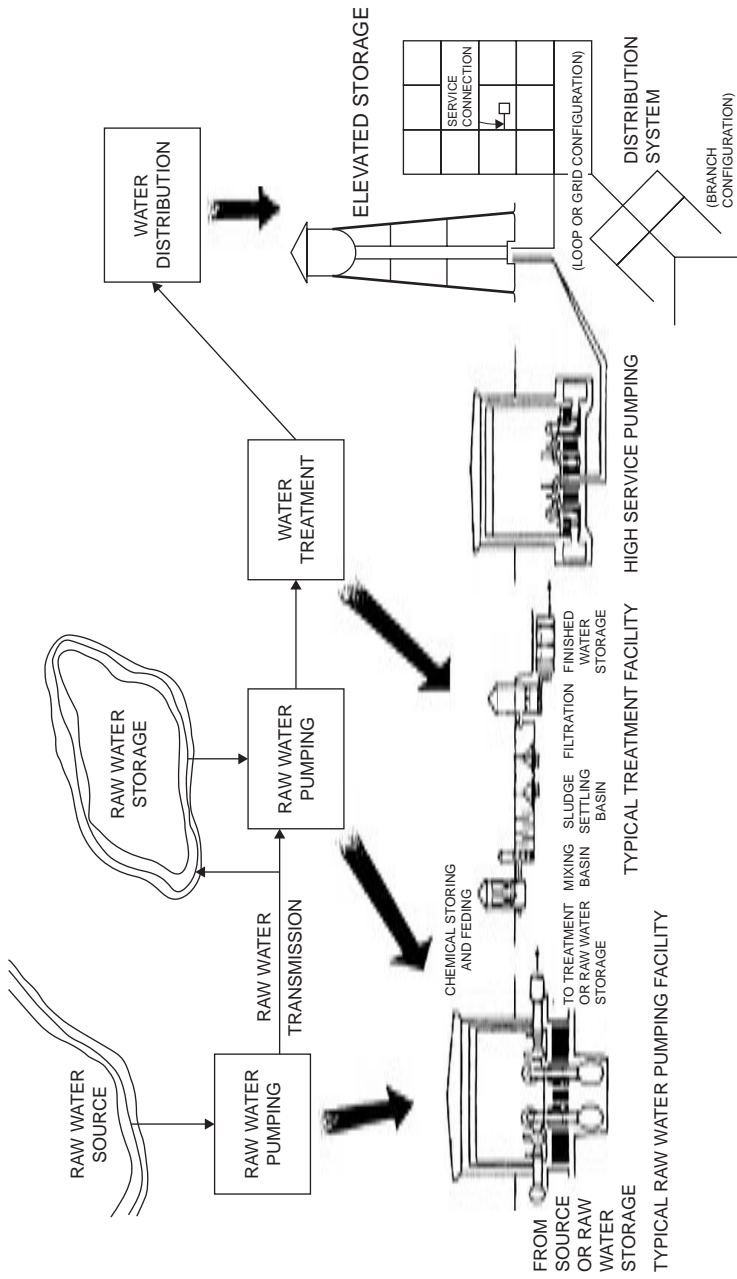 RAW WATER
SOURCE
RAW WATER
PUMPING
RAW WATER
TRANSMISSION
RAW WATER
STORAGE
RAW WATER
PUMPING
WATER
TREATMENT
WATER
DISTRIBUTION
FROM
SOURCE
OR RAW
WATER
STORAGE
TYPICAL RAW WATER PUMPING FACILITY
TO TREATMENT
OR RAW WATER
STORAGE
CHEMICAL STORING
AND FEDING
MIXING
BASIN
SLUDGE
SETTLING
BASIN
FILTRATION
FINISHED
WATER
STORAGE
TYPICAL TREATMENT FACILITY
HIGH SERVICE PUMPING
ELEVATED STORAGE
SERVICE
CONNECTION
(LOOP OR GRID CONFIGURATION)
DISTRIBUTION
SYSTEM
(BRANCH
CONFIGURATION)